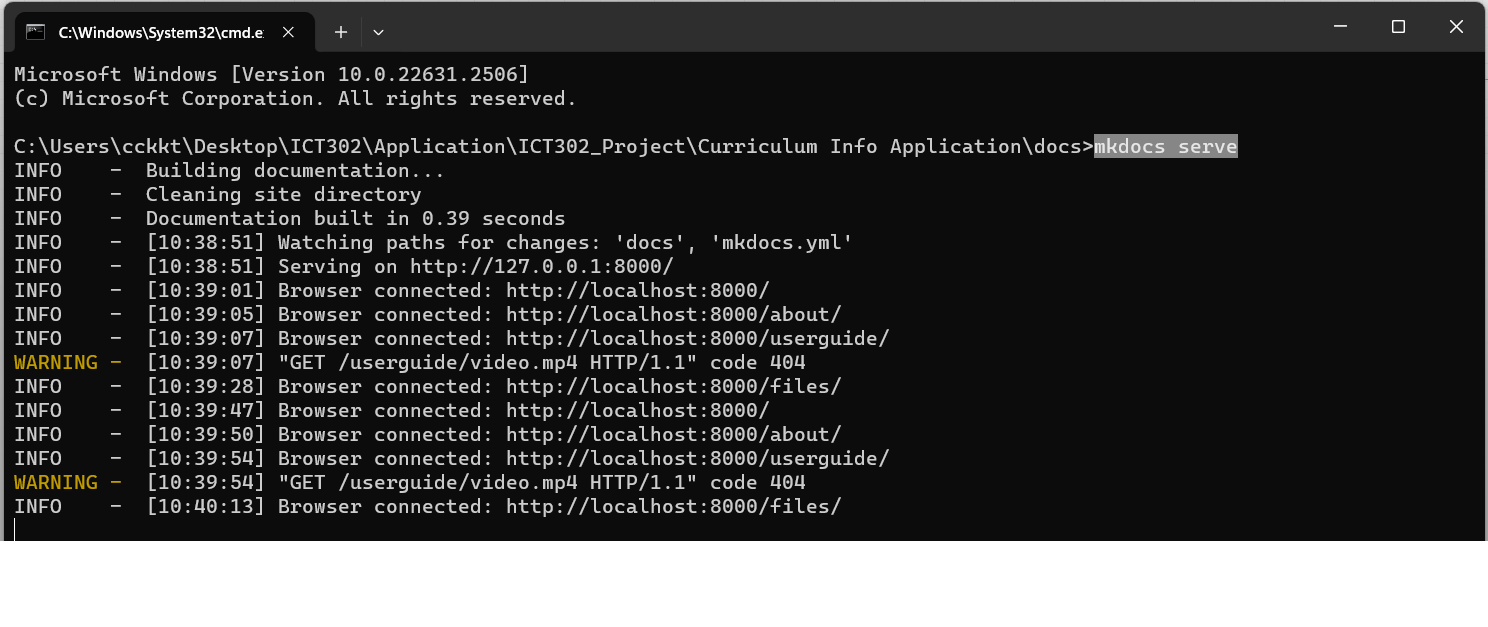 C:\Windows\System32\cmd.e
Microsoft Windows [Version 10.0.22631.2506]
(c) Microsoft Corporation. All rights reserved.
C:\Users\cckkt\Desktop\ICT302\Application\ICT302_Project\Curriculum Info Application\docs>mkdocs serve
INFO    -  Building documentation...
INFO    -  Cleaning site directory
INFO    -  Documentation built in 0.39 seconds
INFO    -  [10:38:51] Watching paths for changes: 'docs', 'mkdocs.yml'
INFO    -  [10:38:51] Serving on http://127.0.0.1:8000/
INFO    -  [10:39:01] Browser connected: http://localhost:8000/
INFO    -  [10:39:05] Browser connected: http://localhost:8000/about/
INFO    -  [10:39:07] Browser connected: http://localhost:8000/userguide/
WARNING -  [10:39:07] "GET /userguide/video.mp4 HTTP/1.1" code 404
INFO    -  [10:39:28] Browser connected: http://localhost:8000/files/
INFO    -  [10:39:47] Browser connected: http://localhost:8000/
INFO    -  [10:39:50] Browser connected: http://localhost:8000/about/
INFO    -  [10:39:54] Browser connected: http://localhost:8000/userguide/
WARNING -  [10:39:54] "GET /userguide/video.mp4 HTTP/1.1" code 404
INFO    -  [10:40:13] Browser connected: http://localhost:8000/files/